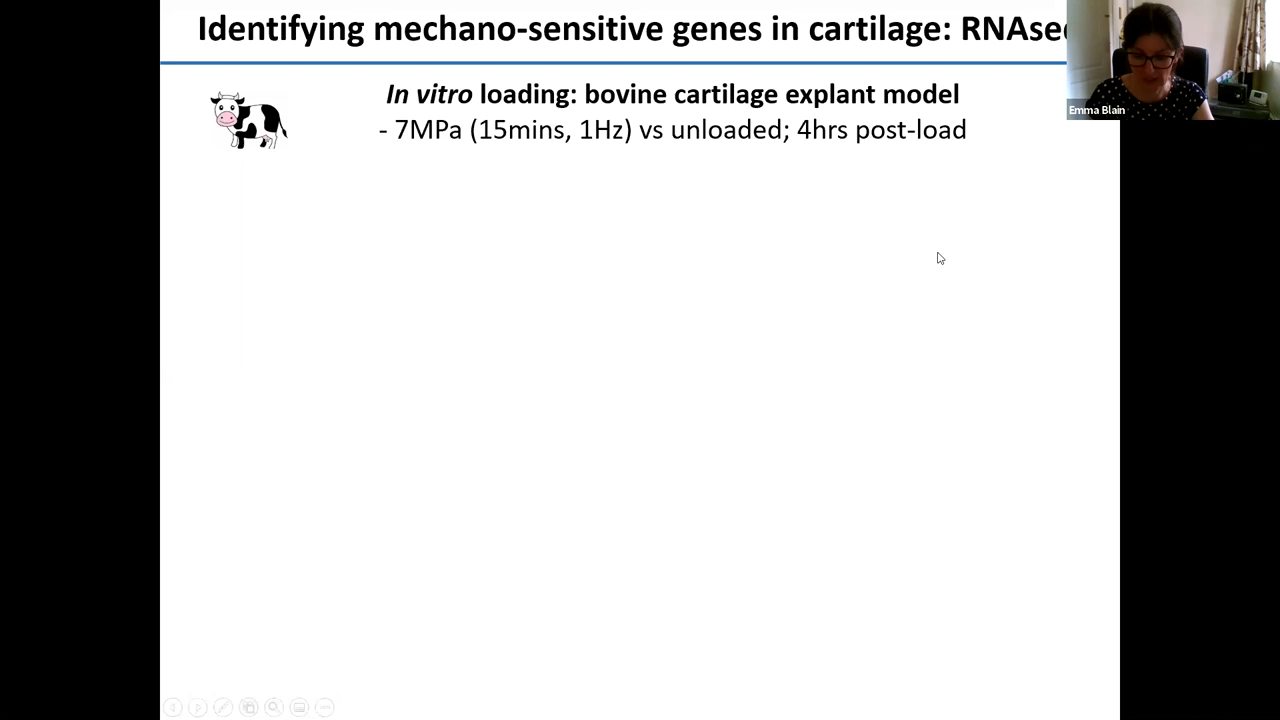 Identifying mechano-sensitive genes in cartilage: RNAseq
In vitro loading: bovine cartilage explant model
- 7MPa (15mins, 1Hz) vs unloaded; 4hrs post-load
Emma Blain